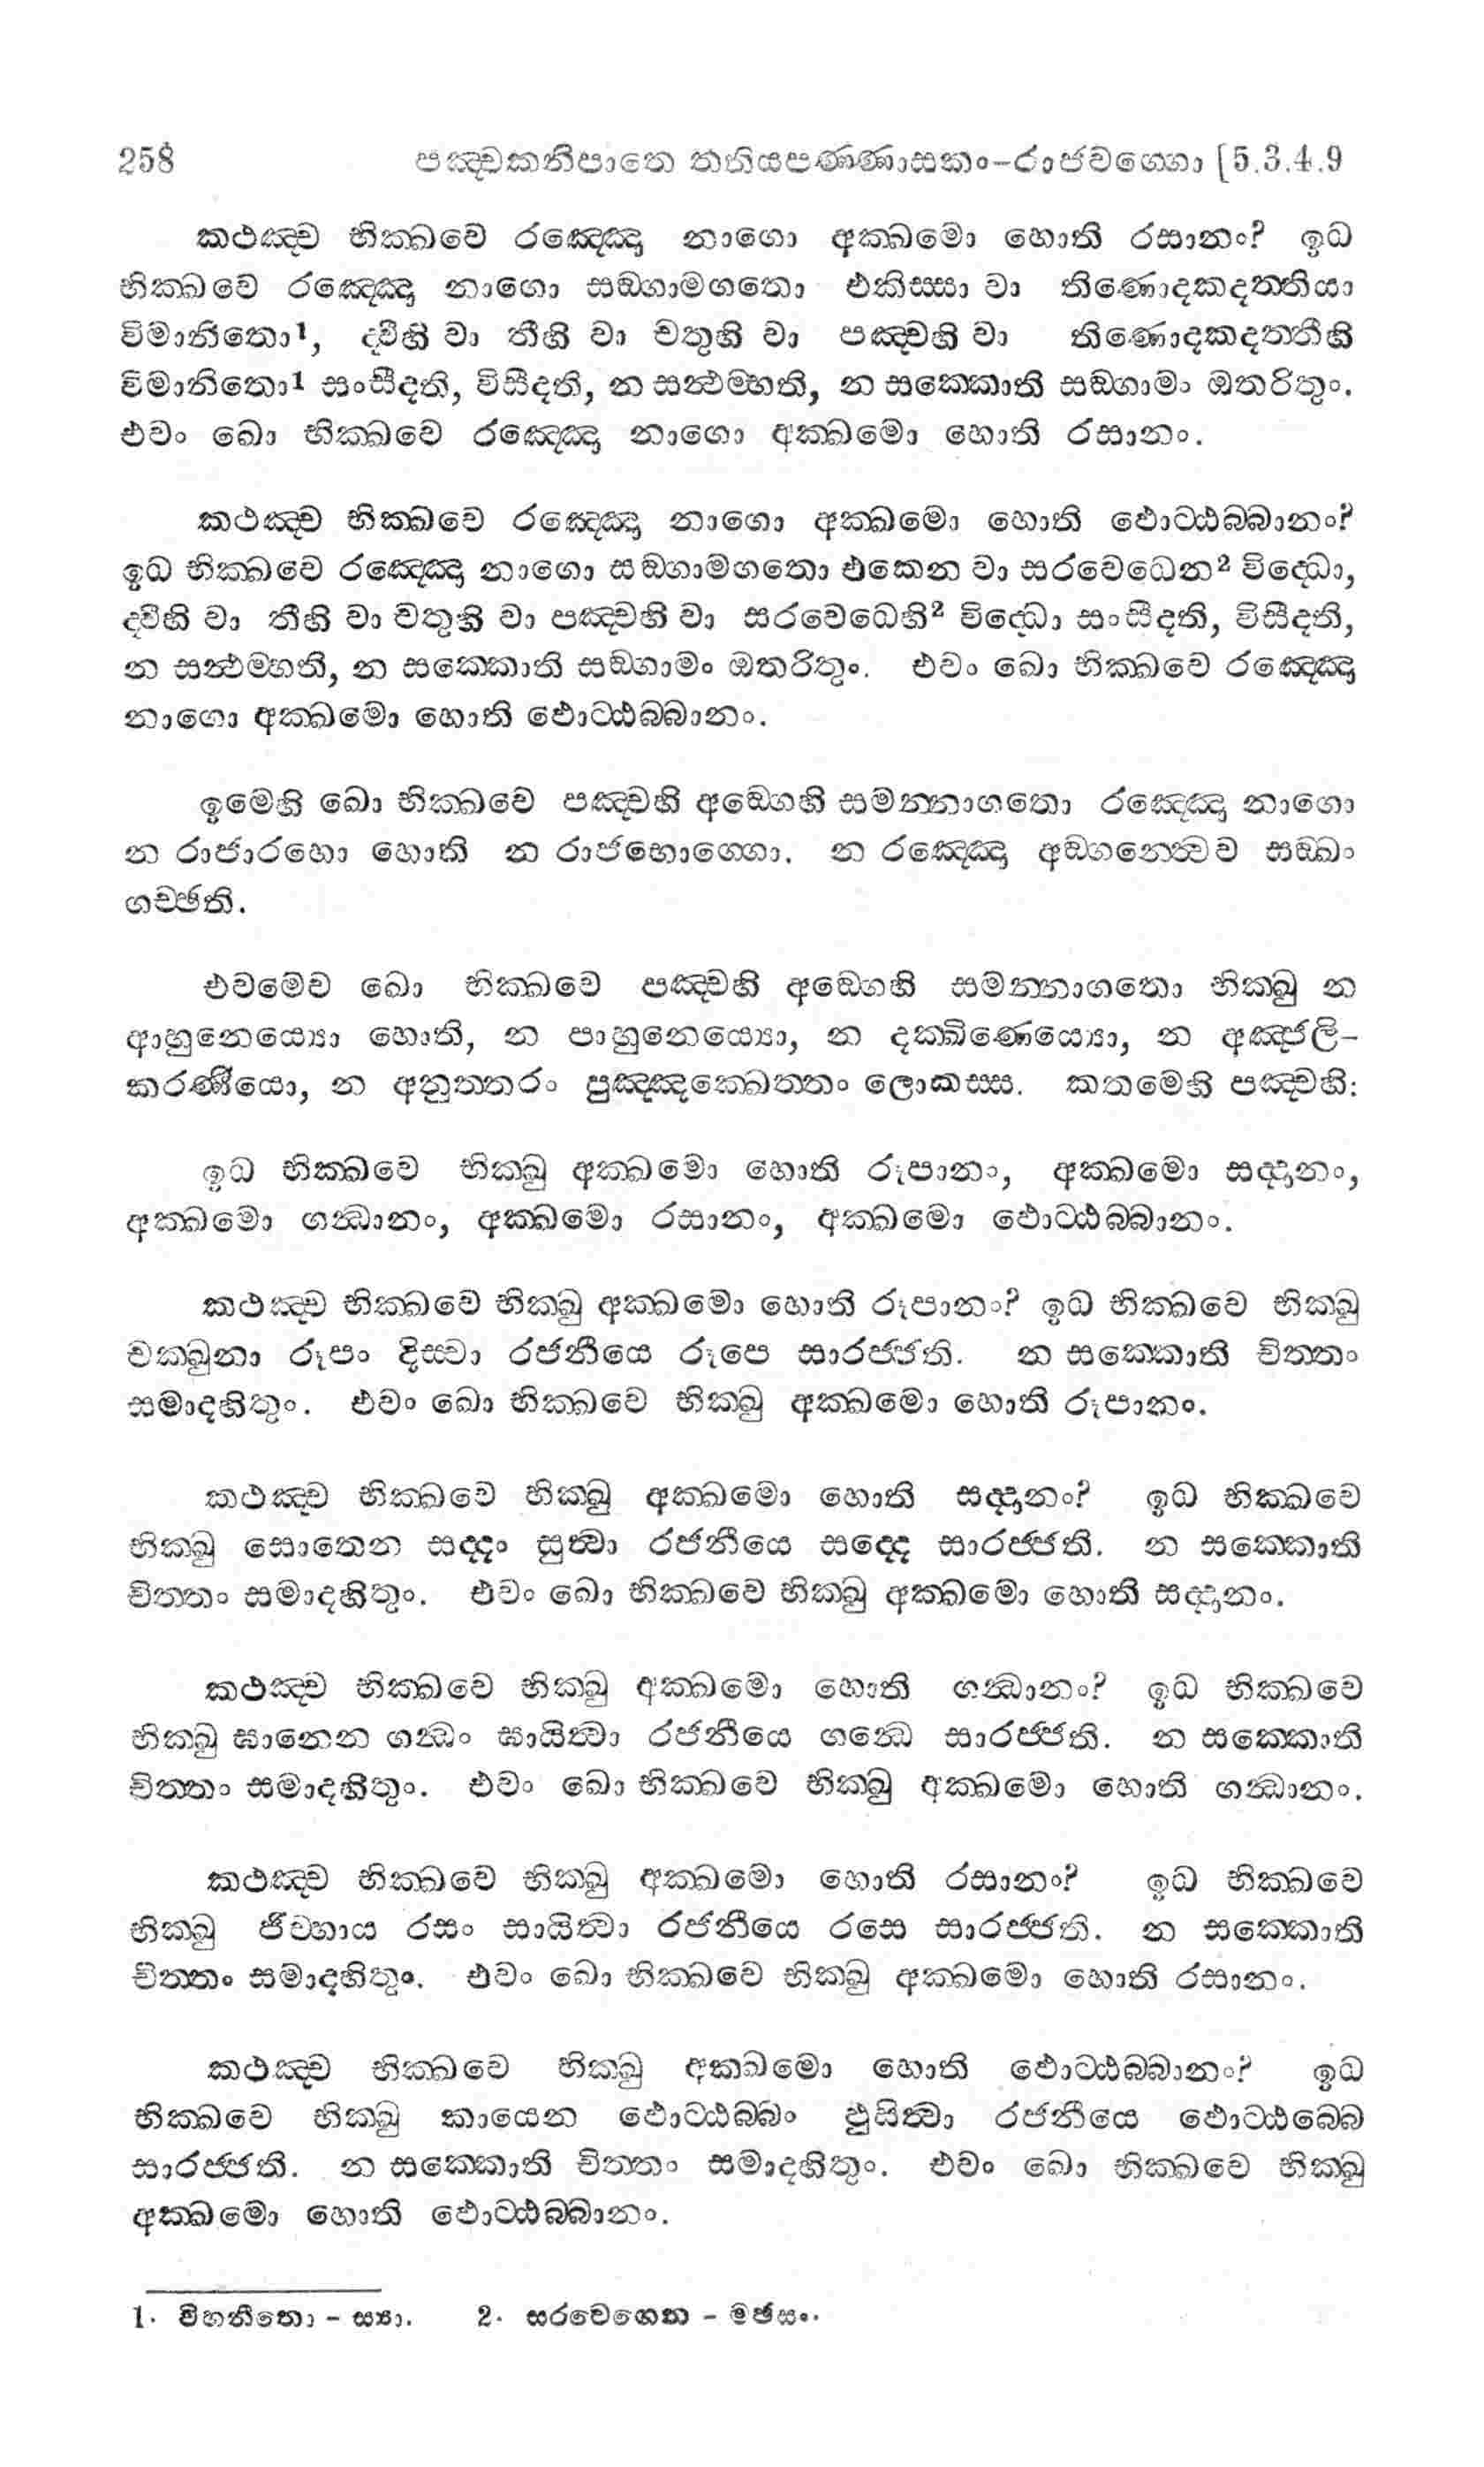 258 පඤ්චකනිපාතෙ තතියපණණාසකං-රාජවග්ගො [5.3.4.9
කථඤ්ච භික්ඛවෙ රඤ්ඤො නාගො අක්ඛමො හොති රසානං? ඉධ
භික්ඛවෙ රඤ්ඤො නාගො සඞ්ගාමගතො එකිස්සා වා තිණොදකදත්තියා
විමානිතො1, ද්වීහි වා තීහි වා චතුහි වා පඤ්චහි වා තිණොදකදත්තීහි
විමානිතො1 සංසීදති, විසීදති, න සන්ථම්භති, න සක්කොති සඞ්ගාමං ඔතරිතුං.
එවං ඛො භික්ඛවෙ රඤ්ඤො නාගො අක්ඛමො හොති රසානං.
කථඤ්ච භික්ඛවෙ රඤ්ඤො නාගො අක්ඛමො හොති ඵොට්ඨබ්බානං?
ඉධ භික්ඛවෙ රඤ්ඤො නාගො සඞ්ගාමගතො එකෙන වා සරවෙධෙන2 විද්ධො,
ද්වීහි වා තීහි වා චතුහි වා පඤ්චහි වා සරවෙධෙහි2 විද්ධො සංසීදති, විසීදති,
න සන්ථම්භති, න සක්කොති සඞ්ගාමං ඔතරිතුං. එවං ඛො භික්ඛවෙ රඤ්ඤො
නාගො අක්ඛමො හොති ඵොට්ඨබ්බානං.
ඉමෙහි ඛො භික්ඛවෙ පඤ්චහි අඞ්ගෙහි සමන්නාගතො රඤ්ඤො නාගො
න රාජාරහො හොති න රාජභොග්ගො. න රඤ්ඤො අඞ්ගන්ත්වෙව සඞ්ඛං
ගච්ඡති.
එවමේව ඛො භික්ඛවෙ පඤ්චහි අඞ්ගෙහි සමන්නාගතො භික්ඛු න
ආහුනෙය්‍යො හොති, න පාහුනෙය්‍යො, න දක්ඛිණෙය්‍යො, න අඤ්ජලි-
කරණීයො, න අනුත්තරං පුඤ්ඤක්ඛෙත්තං ලොකස්ස. කතමෙහි පඤ්චහි:
ඉධ භික්ඛවෙ භික්ඛු අක්ඛමො හොති රූපානං, අක්ඛමො සද්දානං,
අක්ඛමො ගන්ධානං, අක්ඛමො රසානං, අක්ඛමො ඵොට්ඨබ්බානං.
කථඤ්ච භික්ඛවෙ භික්ඛු අක්ඛමො හොති රූපානං? ඉධ භික්ඛවෙ භික්ඛු
චක්ඛුනා රූපං දිස්වා රජනීයෙ රූපෙ සාරජ්ජති. න සක්කොති චිත්තං
සමාදහිතුං. එවං ඛො භික්ඛවෙ භික්ඛු අක්ඛමො හොති රූපානං.
කථඤ්ච භික්ඛවෙ භික්ඛු අක්ඛමො හොති සද්දානං? ඉධ භික්ඛවෙ
භික්ඛු සොතෙන සද්දං සුත්වා රජනීයෙ සද්දෙ සාරජ්ජති. න සක්කොති
චිත්තං සමාදහිතුං. එවං ඛො භික්ඛවෙ භික්ඛු අක්ඛමො හොති සද්දානං.
කථඤ්ච භික්ඛවෙ භික්ඛු අක්ඛමො හොති ගන්ධානං? ඉධ භික්ඛවෙ
භික්ඛු ඝානෙන ගන්ධං ඝායිත්වා රජනීයෙ ගන්ධෙ සාරජ්ජති. න සක්කොති
චිත්තං සමාදහිතුං. එවං ඛො භික්ඛවෙ භික්ඛු අක්ඛමො හොති ගන්ධානං.
කථඤ්ච භික්ඛවෙ භික්ඛු අක්ඛමො හොති රසානං? ඉධ භික්ඛවෙ
භික්ඛු ජිව්හාය රසං සායිත්වා රජනීයෙ රසෙ සාරජ්ජති. න සක්කොති
චිත්තං සමාදහිතුං. එවං ඛො භික්ඛවෙ භික්ඛු අක්ඛමො හොති රසානං.
කථඤ්ච භික්ඛවෙ භික්ඛු අක්ඛමො හොති ඵොට්ඨබ්බානං? ඉධ
භික්ඛවෙ භික්ඛු කායෙන ඵොට්ඨබ්බං ඵුසිත්වා රජනීයෙ ඵොට්ඨබ්බෙ
සාරජ්ජති. න සක්කොති චිත්තං සමාදහිතුං. එවං ඛො භික්ඛවෙ භික්ඛු
අක්ඛමො හොති ඵොට්ඨබ්බානං.
1. විහනීතො - ස්‍යා. 2. සරවෙගෙන - මඡසං.